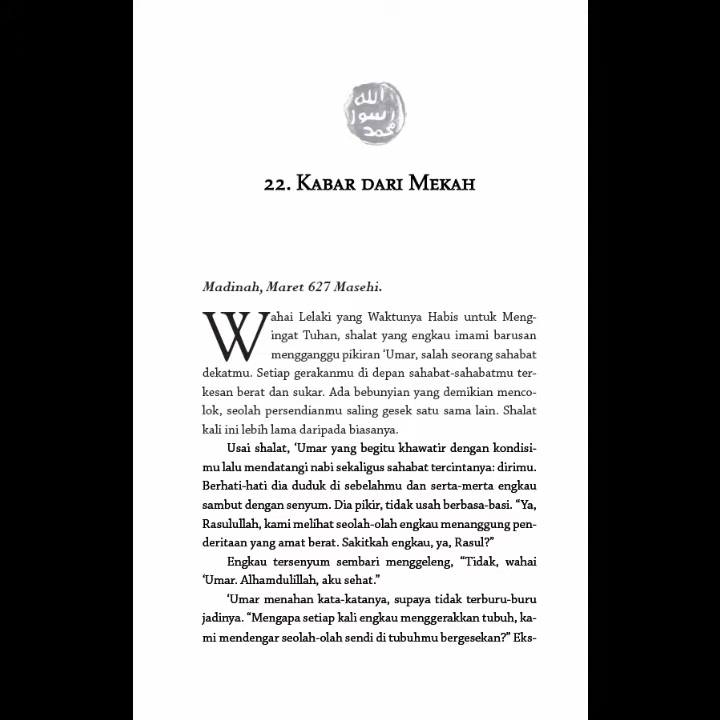 الله
رسول
محمد
22. Kabar dari Mekah
Madinah, Maret 627 Masehi.
Wahai Lelaki yang Waktunya Habis untuk Meng-
ingat Tuhan, shalat yang engkau imami barusan
mengganggu pikiran ‘Umar, salah seorang sahabat
dekatmu. Setiap gerakanmu di depan sahabat-sahabatmu ter-
kesan berat dan sukar. Ada bebunyian yang demikian menco-
lok, seolah persendianmu saling gesek satu sama lain. Shalat
kali ini lebih lama daripada biasanya.
Usai shalat, ‘Umar yang begitu khawatir dengan kondisi-
mu lalu mendatangi nabi sekaligus sahabat tercintanya: dirimu.
Berhati-hati dia duduk di sebelahmu dan serta-merta engkau
sambut dengan senyum. Dia pikir, tidak usah berbasa-basi. “Ya,
Rasulullah, kami melihat seolah-olah engkau menanggung pen-
deritaan yang amat berat. Sakitkah engkau, ya, Rasul?”
Engkau tersenyum sembari menggeleng, “Tidak, wahai
‘Umar. Alhamdulillah, aku sehat.”
‘Umar menahan kata-katanya, supaya tidak terburu-buru
jadinya. “Mengapa setiap kali engkau menggerakkan tubuh, ka-
mi mendengar seolah-olah sendi di tubuhmu bergesekan?” Eks-